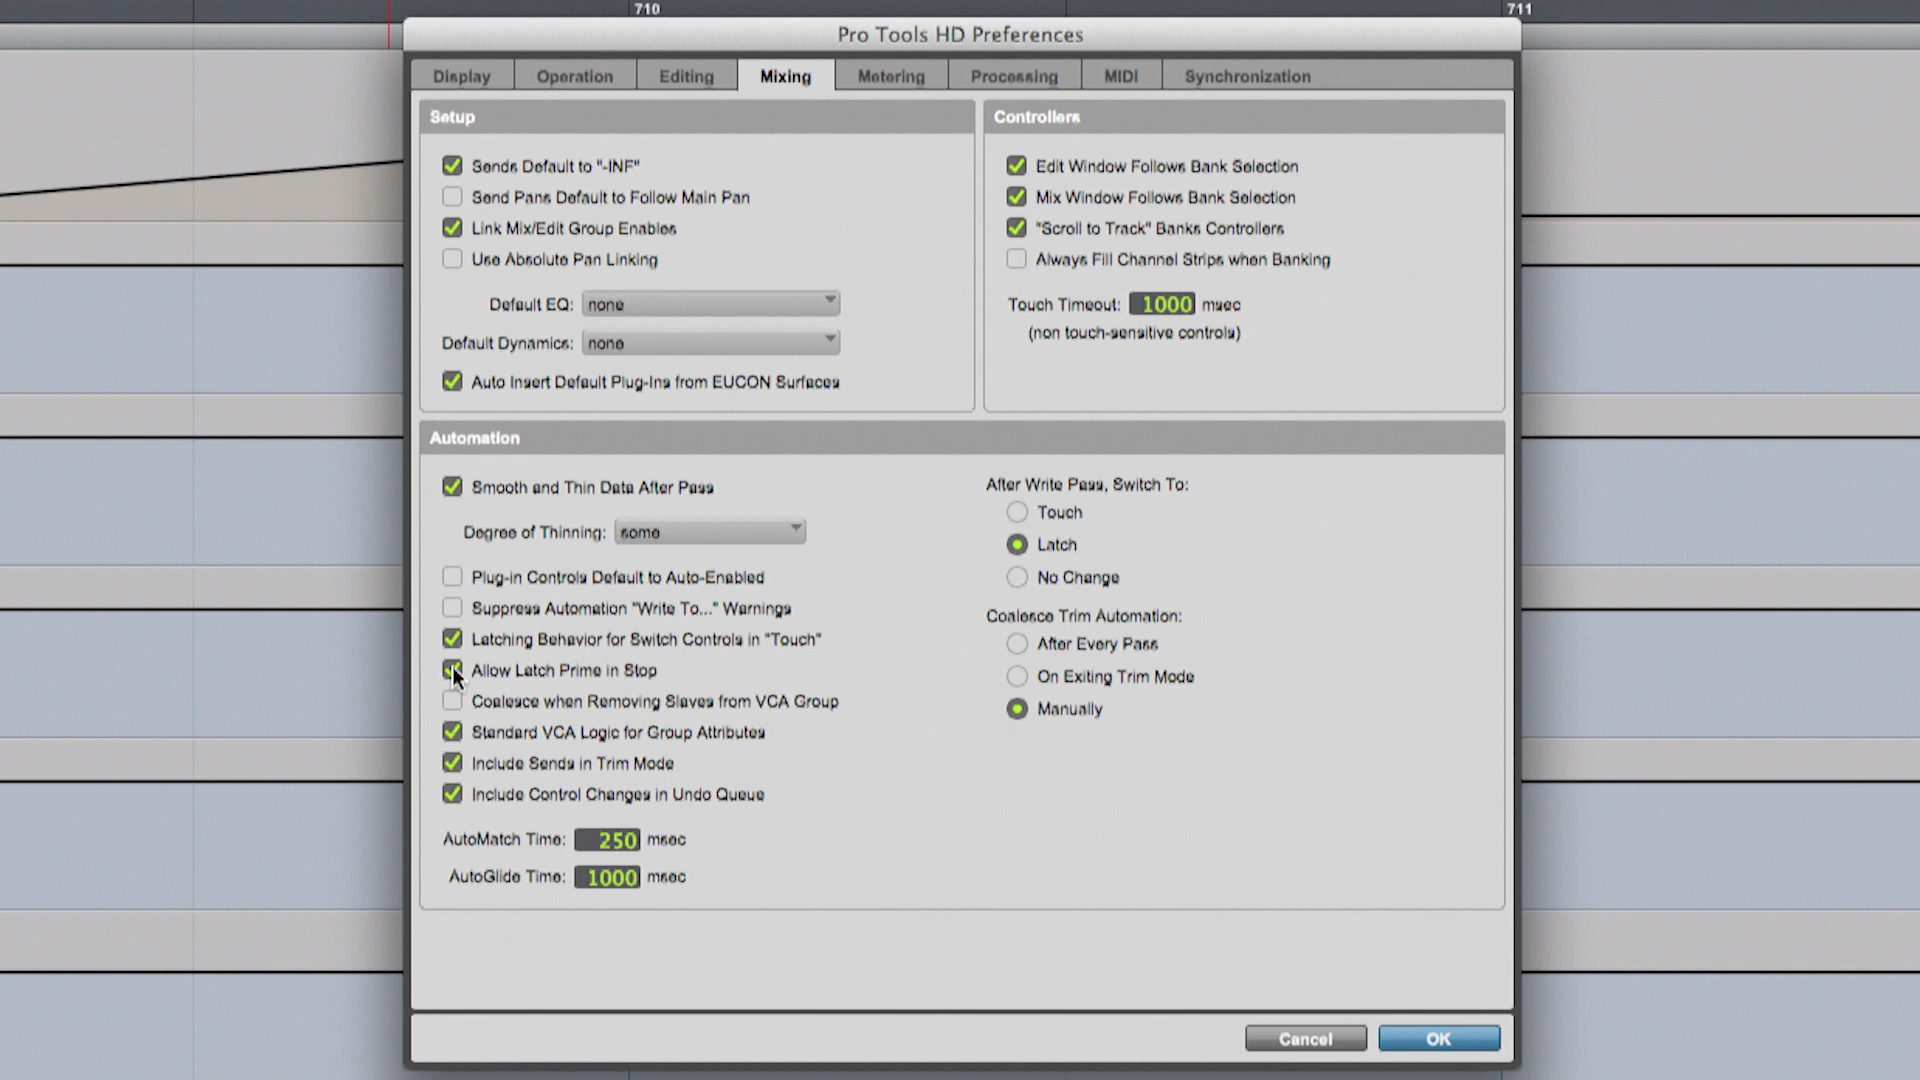 710
711
Pro Tools HD Preferences
Display
Operation
Editing
Mixing
Metering
Processing
MIDI
Synchronization
Setup
Sends Default to "-INF"
Send Pans Default to Follow Main Pan
Link Mix/Edit Group Enables
Use Absolute Pan Linking
Default EQ: none
Default Dynamics: none
Auto Insert Default Plug-Ins from EUCON Surfaces
Controllers
Edit Window Follows Bank Selection
Mix Window Follows Bank Selection
"Scroll to Track" Banks Controllers
Always Fill Channel Strips when Banking
Touch Timeout: 1000 msec
(non touch-sensitive controls)
Automation
Smooth and Thin Data After Pass
Degree of Thinning: some
Plug-in Controls Default to Auto-Enabled
Suppress Automation "Write To..." Warnings
Latching Behavior for Switch Controls in "Touch"
Allow Latch Prime in Stop
Coalesce when Removing Slaves from VCA Group
Standard VCA Logic for Group Attributes
Include Sends in Trim Mode
Include Control Changes in Undo Queue
AutoMatch Time: 250 msec
AutoGlide Time: 1000 msec
After Write Pass, Switch To:
Touch
Latch
No Change
Coalesce Trim Automation:
After Every Pass
On Exiting Trim Mode
Manually
Cancel
OK